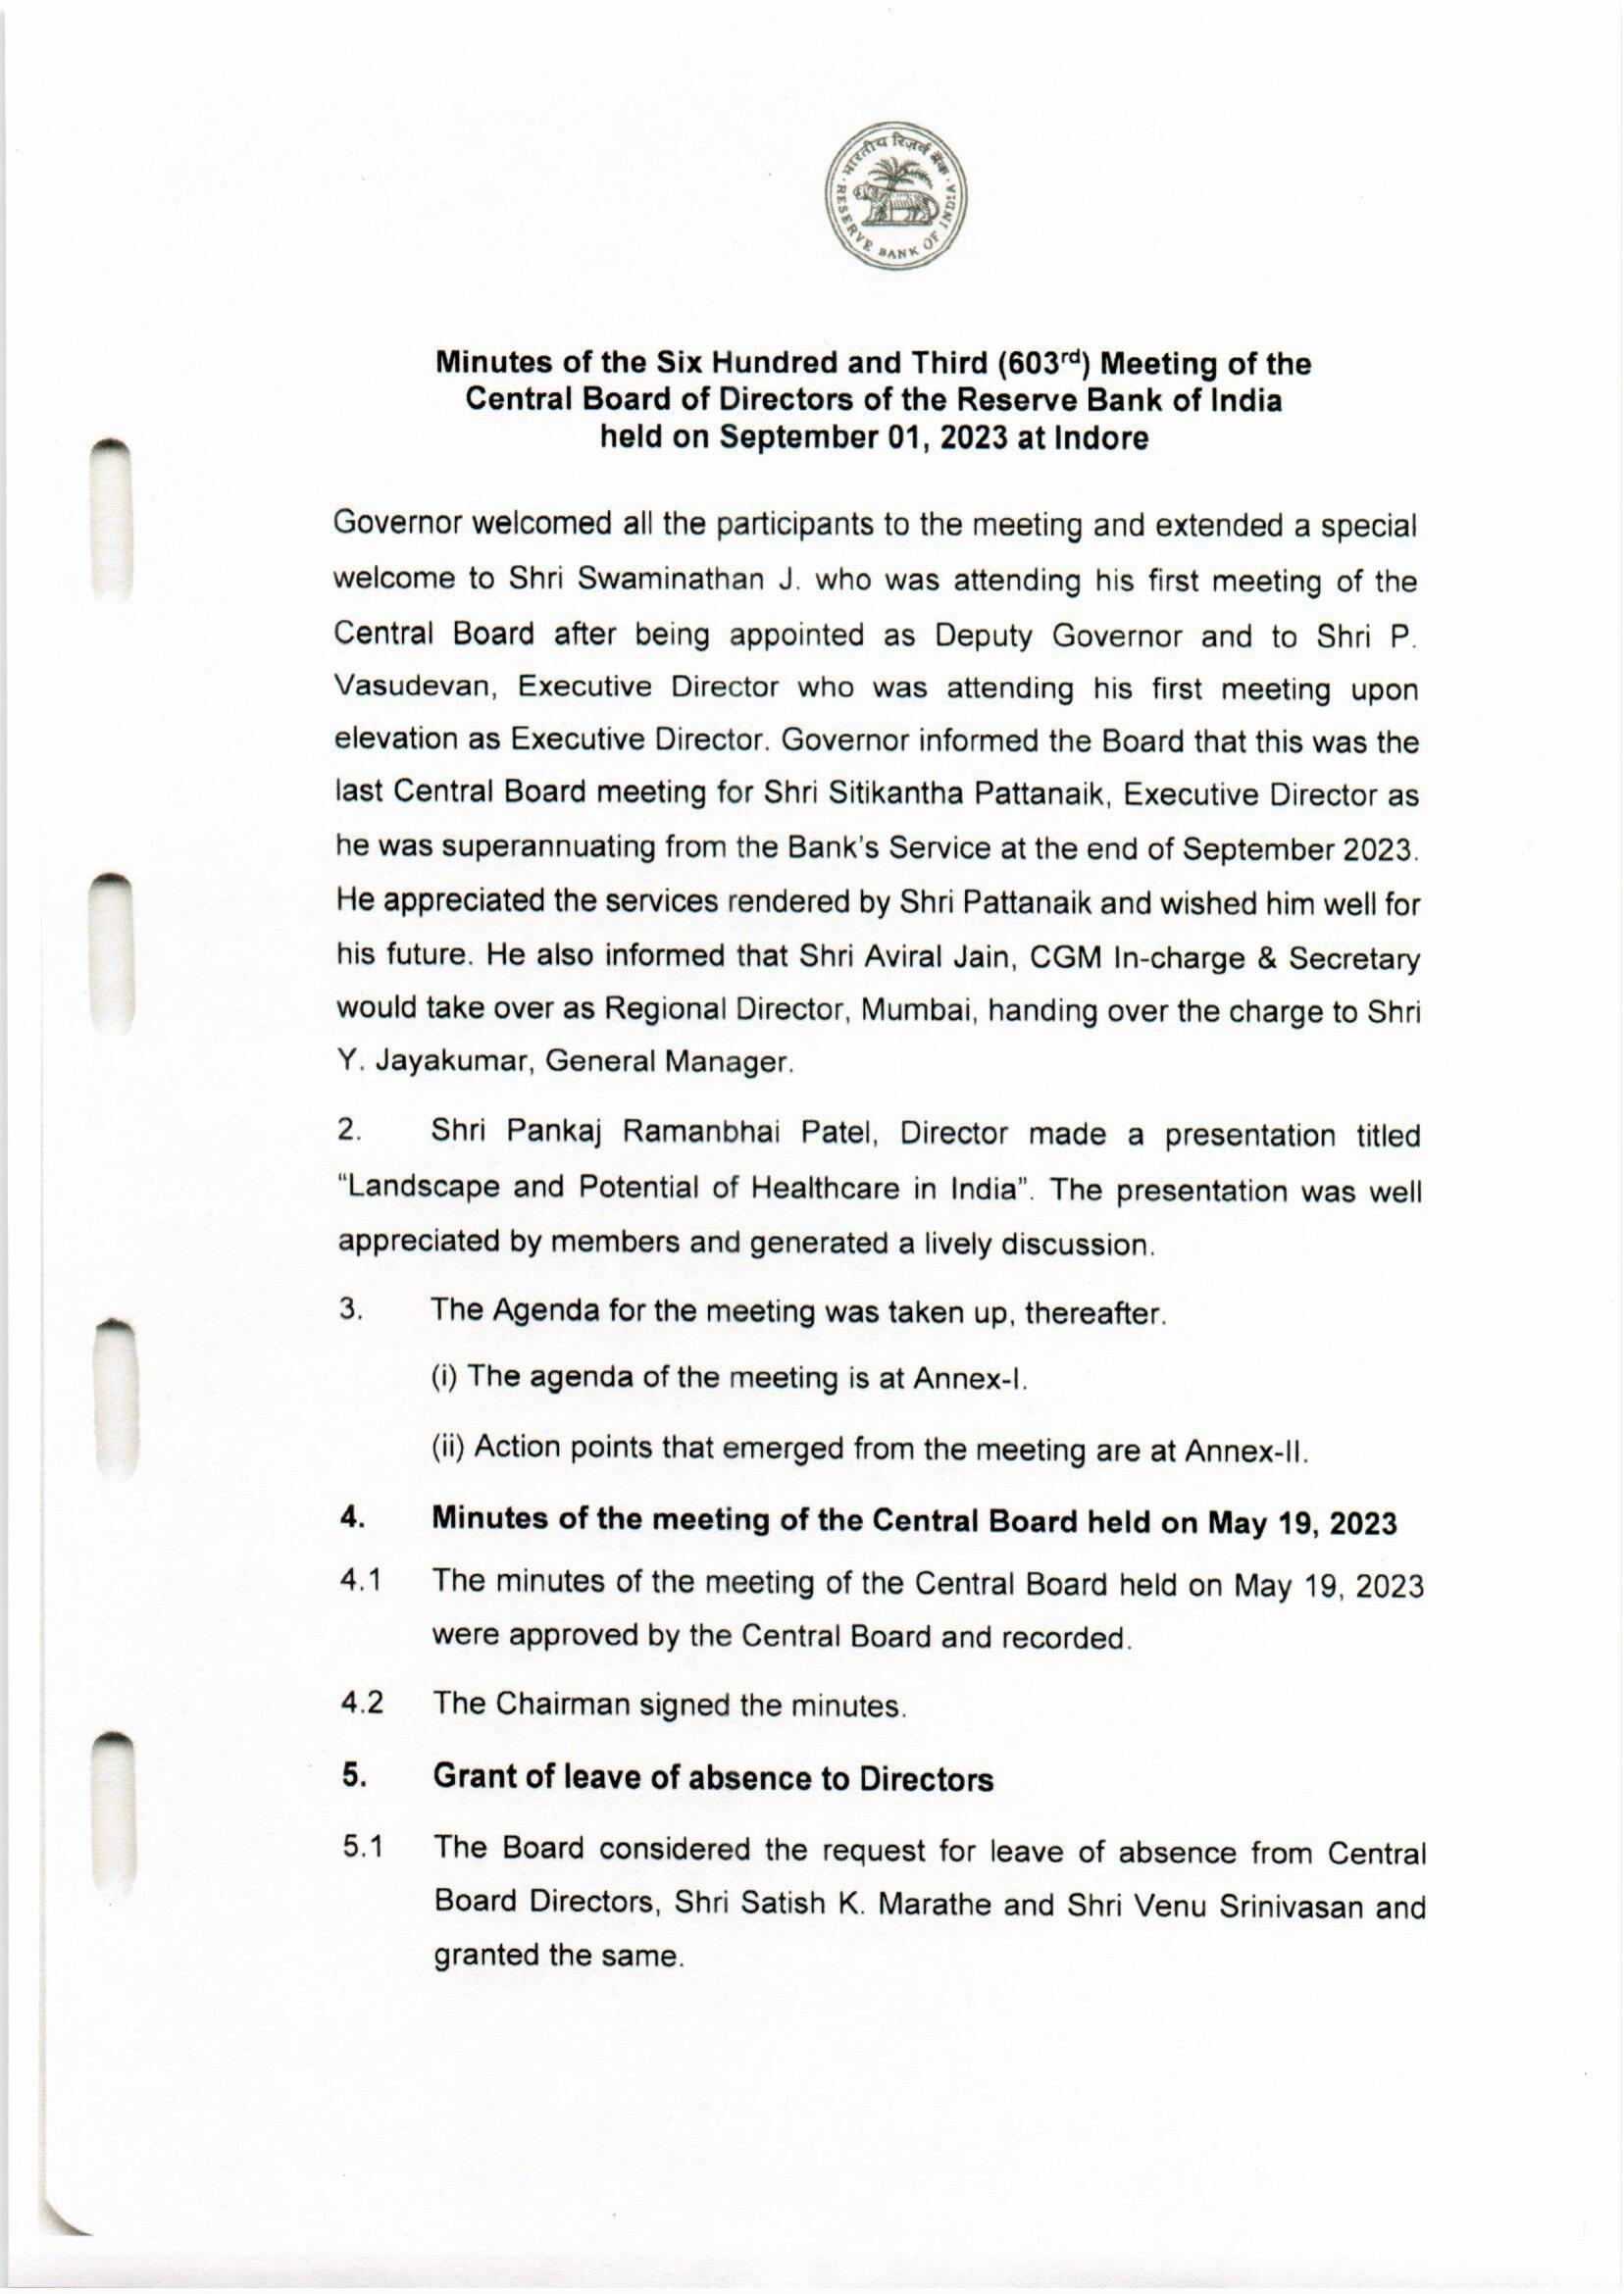 भारतीय रिज़र्व बैंक
RESERVE BANK OF INDIA
Minutes of the Six Hundred and Third (603rd) Meeting of the
Central Board of Directors of the Reserve Bank of India
held on September 01, 2023 at Indore
Governor welcomed all the participants to the meeting and extended a special
welcome to Shri Swaminathan J. who was attending his first meeting of the
Central Board after being appointed as Deputy Governor and to Shri P.
Vasudevan, Executive Director who was attending his first meeting upon
elevation as Executive Director. Governor informed the Board that this was the
last Central Board meeting for Shri Sitikantha Pattanaik, Executive Director as
he was superannuating from the Bank's Service at the end of September 2023.
He appreciated the services rendered by Shri Pattanaik and wished him well for
his future. He also informed that Shri Aviral Jain, CGM In-charge & Secretary
would take over as Regional Director, Mumbai, handing over the charge to Shri
Y. Jayakumar, General Manager.
2. Shri Pankaj Ramanbhai Patel, Director made a presentation titled
“Landscape and Potential of Healthcare in India”. The presentation was well
appreciated by members and generated a lively discussion.
3. The Agenda for the meeting was taken up, thereafter.
(i) The agenda of the meeting is at Annex-I.
(ii) Action points that emerged from the meeting are at Annex-II.
4. Minutes of the meeting of the Central Board held on May 19, 2023
4.1 The minutes of the meeting of the Central Board held on May 19, 2023
were approved by the Central Board and recorded.
4.2 The Chairman signed the minutes.
5. Grant of leave of absence to Directors
5.1 The Board considered the request for leave of absence from Central
Board Directors, Shri Satish K. Marathe and Shri Venu Srinivasan and
granted the same.